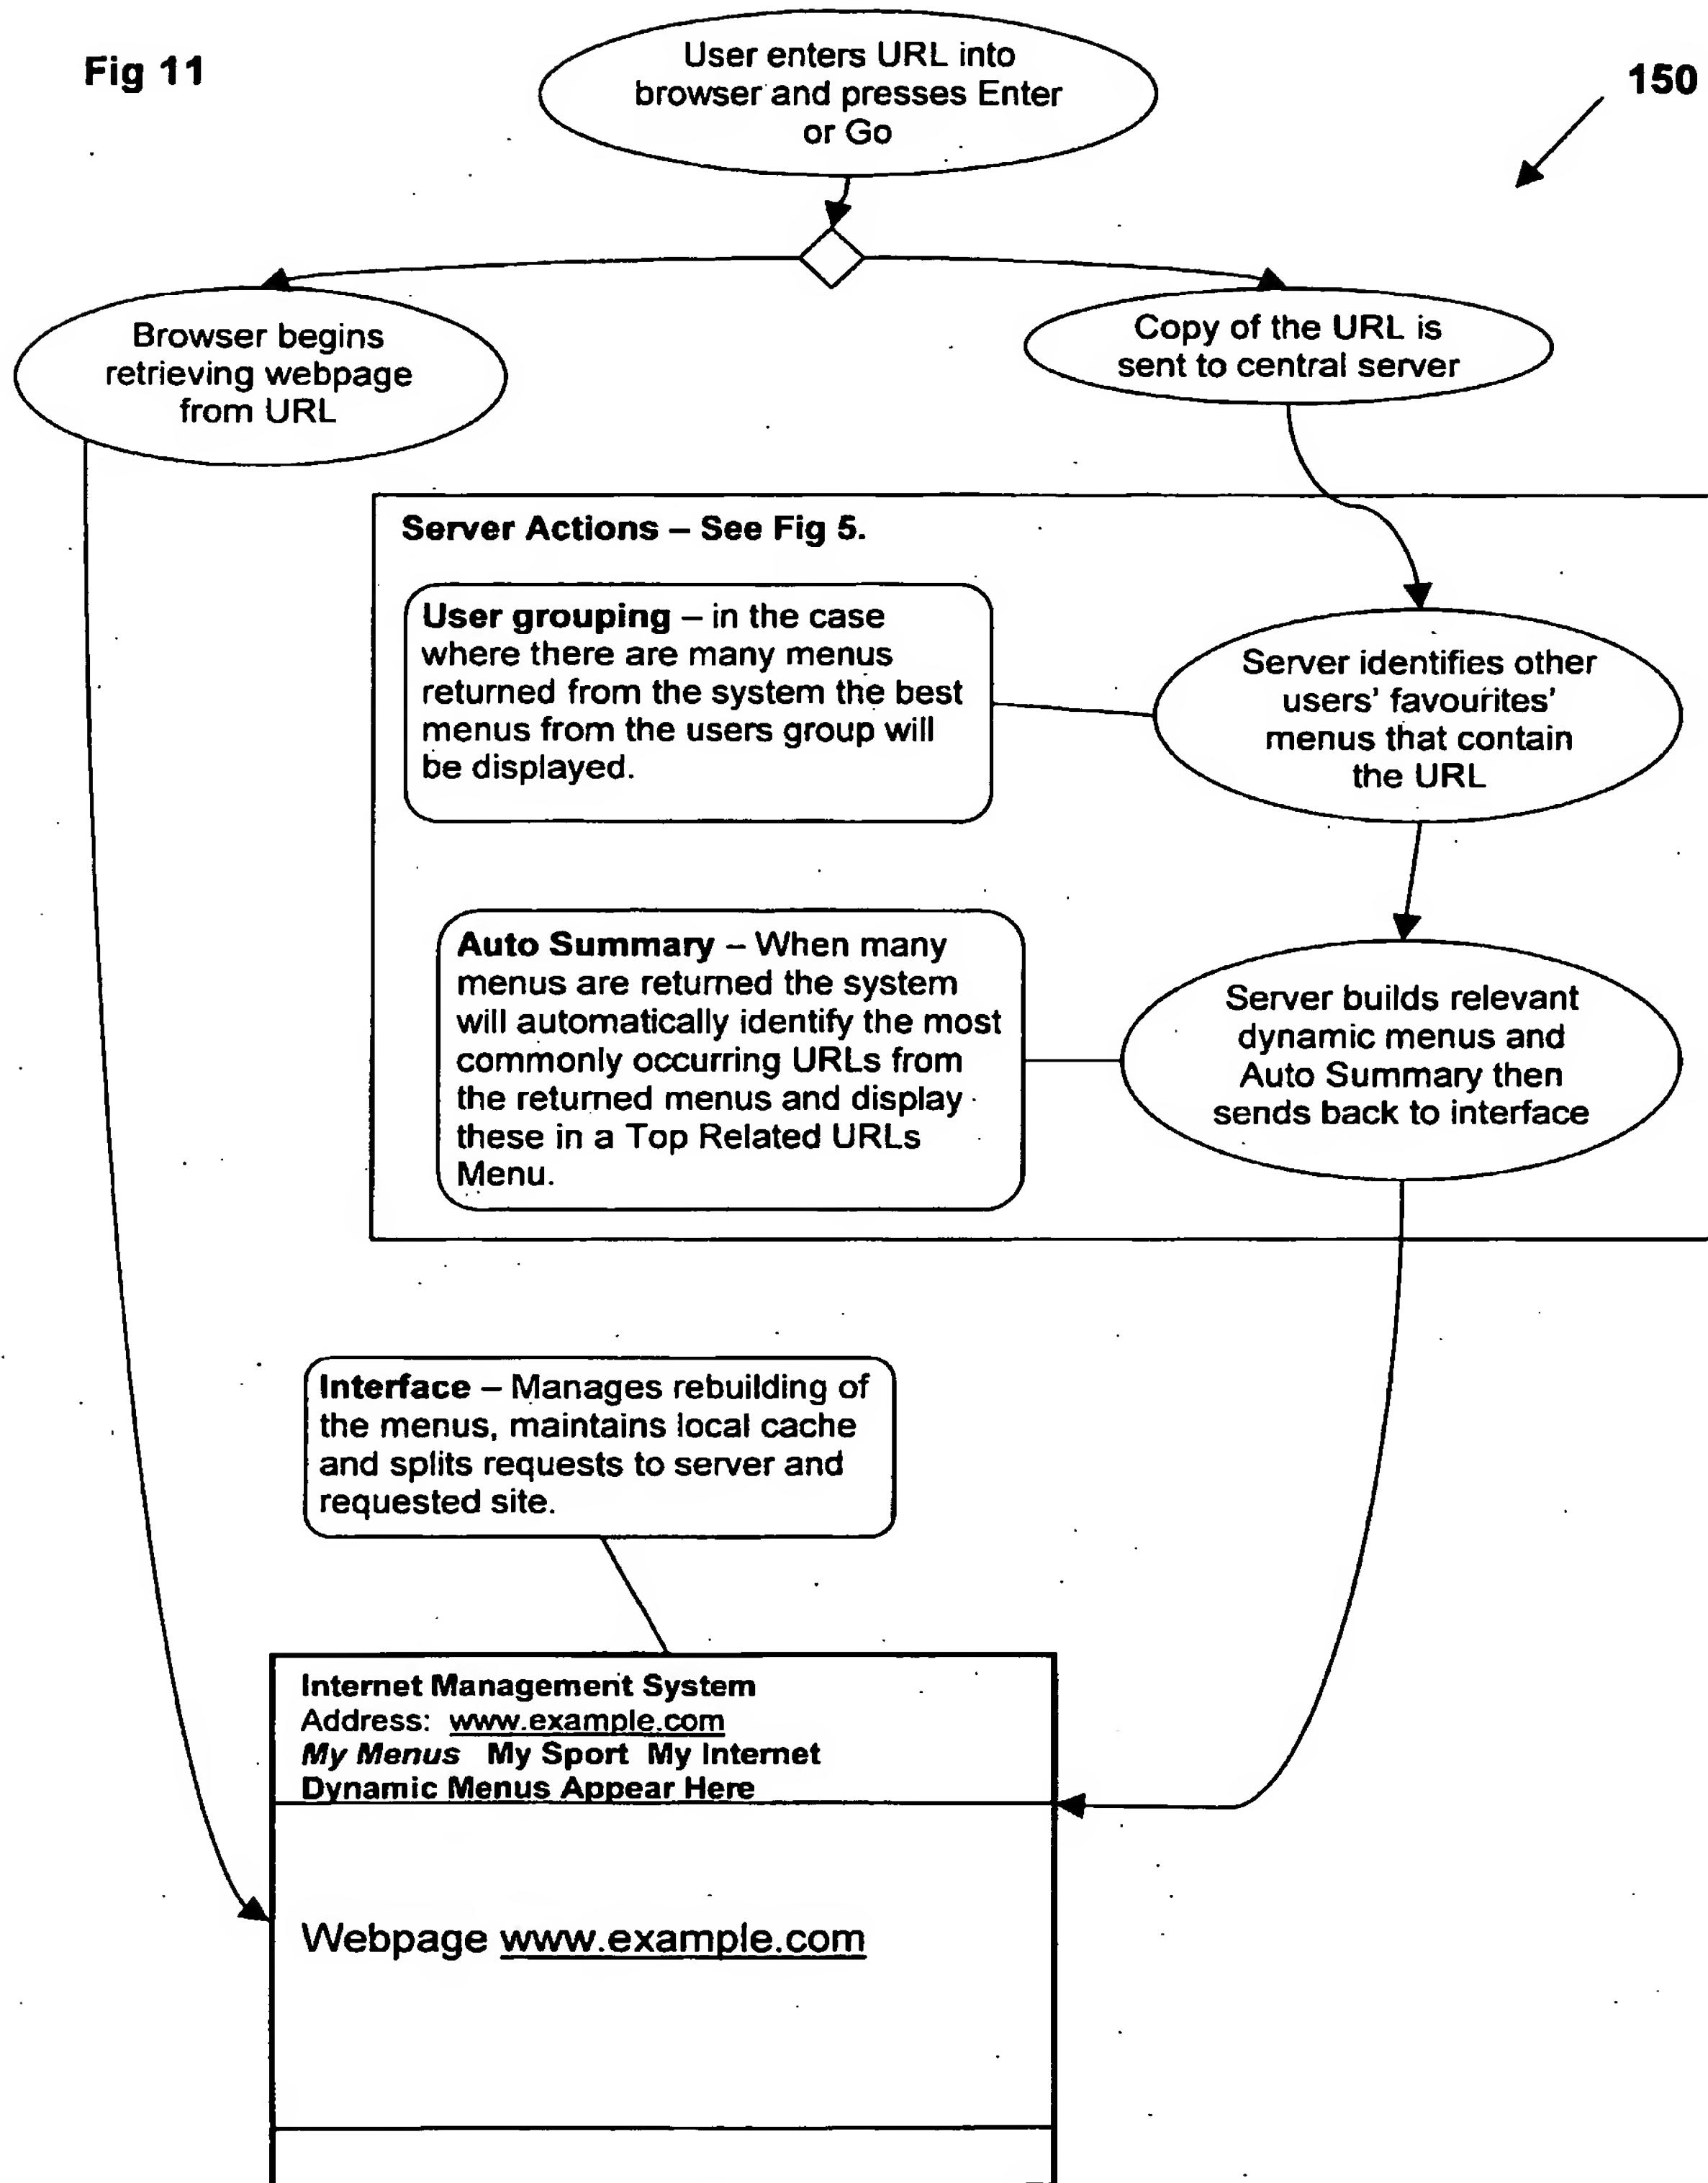 Fig 11
150
User enters URL into
browser and presses Enter
or Go
Browser begins
retrieving webpage
from URL
Copy of the URL is
sent to central server
Server Actions – See Fig 5.
User grouping – in the case
where there are many menus
returned from the system the best
menus from the users group will
be displayed.
Server identifies other
users' favourites'
menus that contain
the URL
Auto Summary – When many
menus are returned the system
will automatically identify the most
commonly occurring URLs from
the returned menus and display
these in a Top Related URLs
Menu.
Server builds relevant
dynamic menus and
Auto Summary then
sends back to interface
Interface – Manages rebuilding of
the menus, maintains local cache
and splits requests to server and
requested site.
Internet Management System
Address: www.example.com
My Menus My Sport My Internet
Dynamic Menus Appear Here
Webpage www.example.com